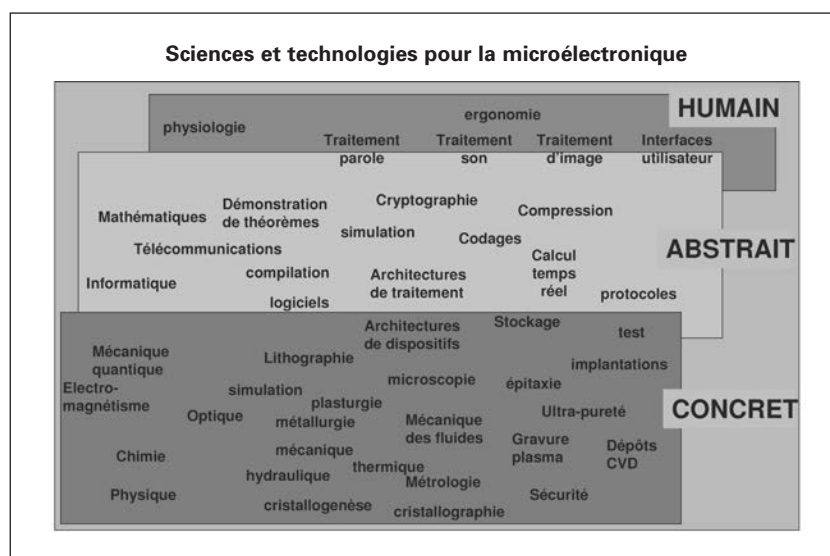 Sciences et technologies pour la microélectronique
HUMAIN
ergonomie
physiologie
Traitement
parole
Traitement
son
Traitement
d'image
Interfaces
utilisateur
ABSTRAIT
Cryptographie
Démonstration
de théorèmes
Compression
Mathématiques
simulation
Codages
Télécommunications
Calcul
temps
réel
compilation
Architectures
de traitement
Informatique
protocoles
logiciels
CONCRET
Stockage
Architectures
de dispositifs
test
Mécanique
quantique
Lithographie
implantations
microscopie
épitaxie
Electro-
magnétisme
simulation
plasturgie
Optique
métallurgie
Mécanique
des fluides
Ultra-pureté
Gravure
plasma
Dépôts
CVD
mécanique
Chimie
thermique
hydraulique
Métrologie
Physique
Sécurité
cristallogenèse
cristallographie